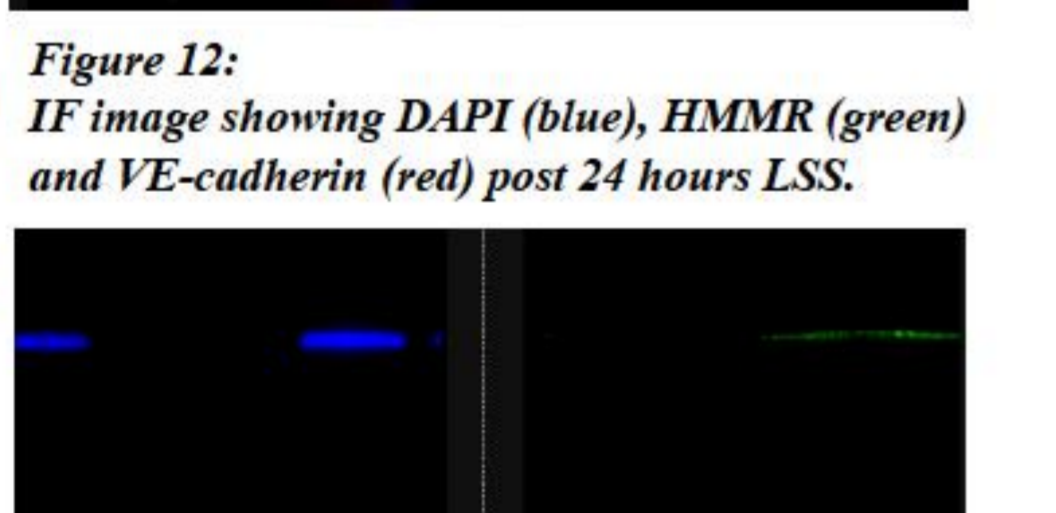 Figure 12:
IF image showing DAPI (blue), HMMR (green)
and VE-cadherin (red) post 24 hours LSS.